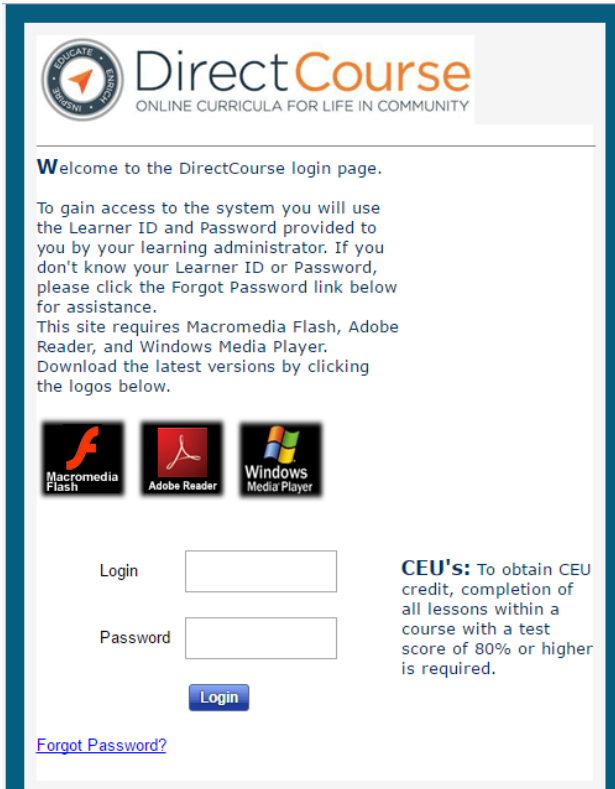 EDUCATE
ENRICH
INSPIRE
DirectCourse
ONLINE CURRICULA FOR LIFE IN COMMUNITY
Welcome to the DirectCourse login page.
To gain access to the system you will use
the Learner ID and Password provided to
you by your learning administrator. If you
don't know your Learner ID or Password,
please click the Forgot Password link below
for assistance.
This site requires Macromedia Flash, Adobe
Reader, and Windows Media Player.
Download the latest versions by clicking
the logos below.
Macromedia
Flash
Adobe Reader
Windows
Media Player
Login
Password
Login
Forgot Password?
CEU's: To obtain CEU
credit, completion of
all lessons within a
course with a test
score of 80% or higher
is required.